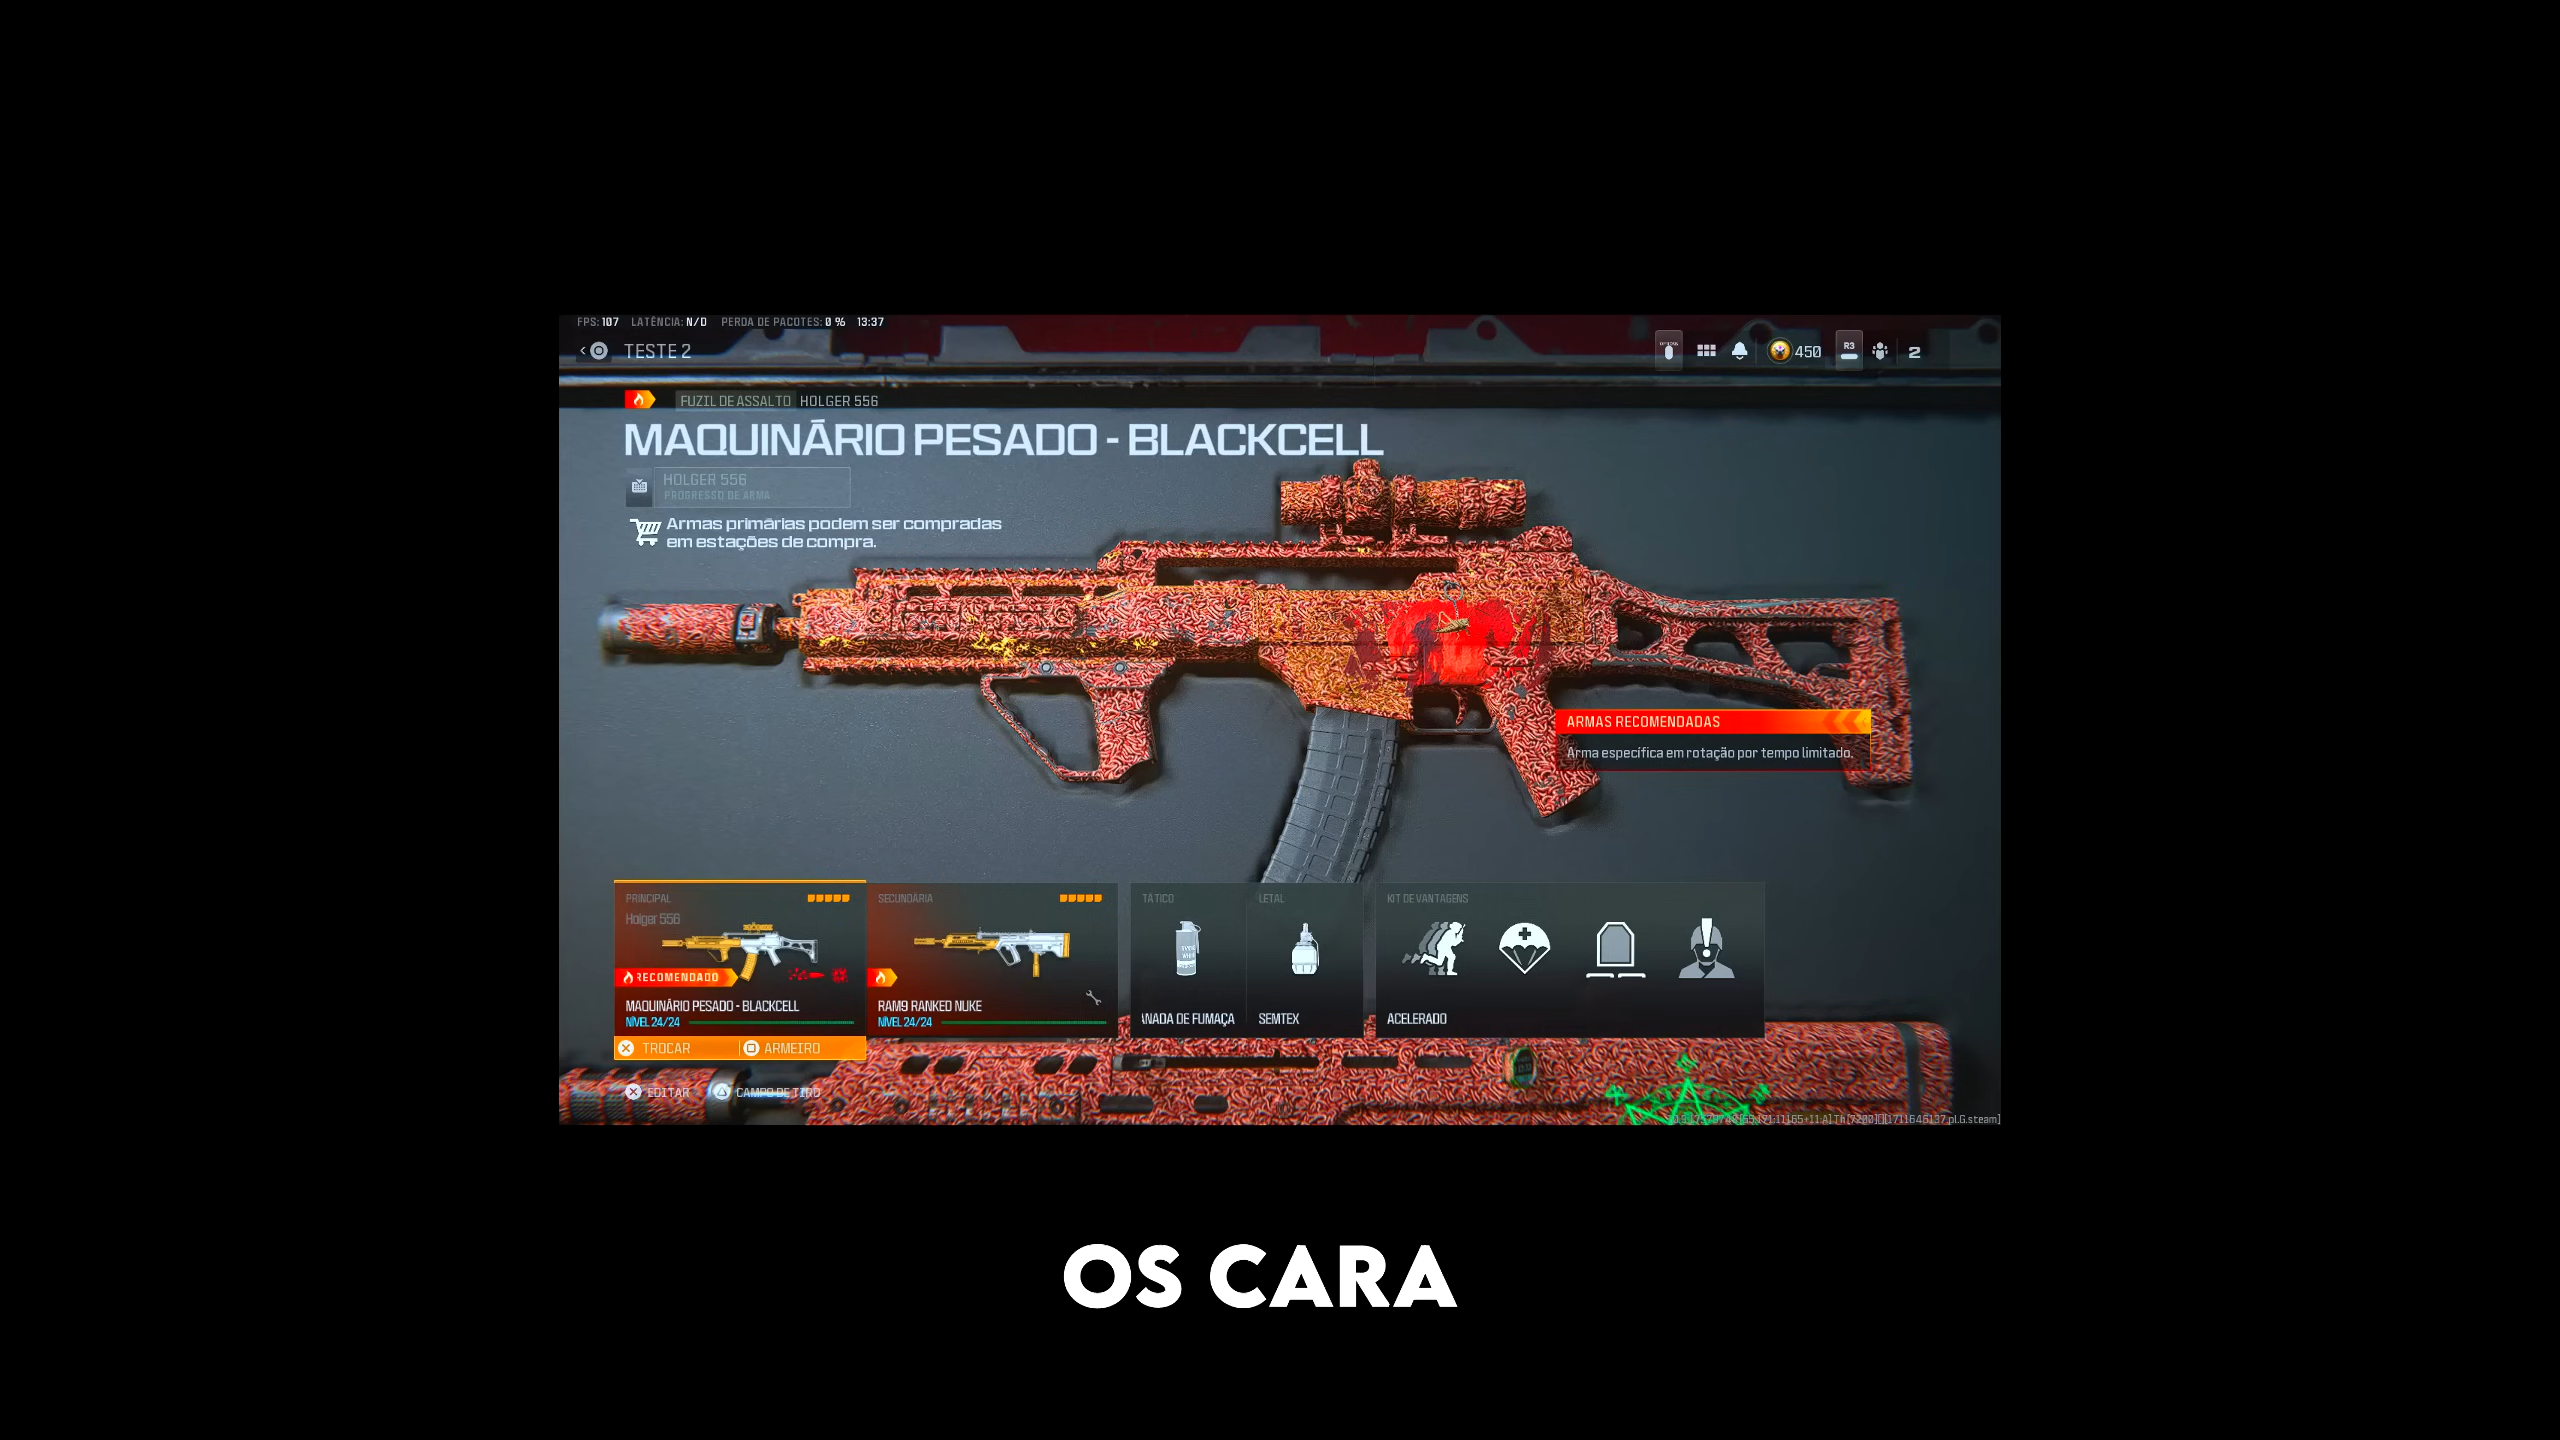 FPS: 107 LATÊNCIA: N/D PERDA DE PACOTES: 0 % 13:37
TESTE 2
450
R3
2
FUZIL DE ASSALTO HOLGER 556
MAQUINÁRIO PESADO - BLACKCELL
HOLGER 556
PROGRESSO DE ARMA
Armas primárias podem ser compradas
em estações de compra.
ARMAS RECOMENDADAS
Arma específica em rotação por tempo limitado.
PRINCIPAL
Holger 556
RECOMENDADO
MAQUINÁRIO PESADO - BLACKCELL
NÍVEL 24/24
TROCAR
ARMEIRO
SECUNDÁRIA
RAM9 RANKED NUKE
NÍVEL 24/24
TÁTICO
LETAL
NADA DE FUMAÇA
SEMTEX
KIT DE VANTAGENS
ACELERADO
EDITAR
CAMPO DE TIRO
OS CARA